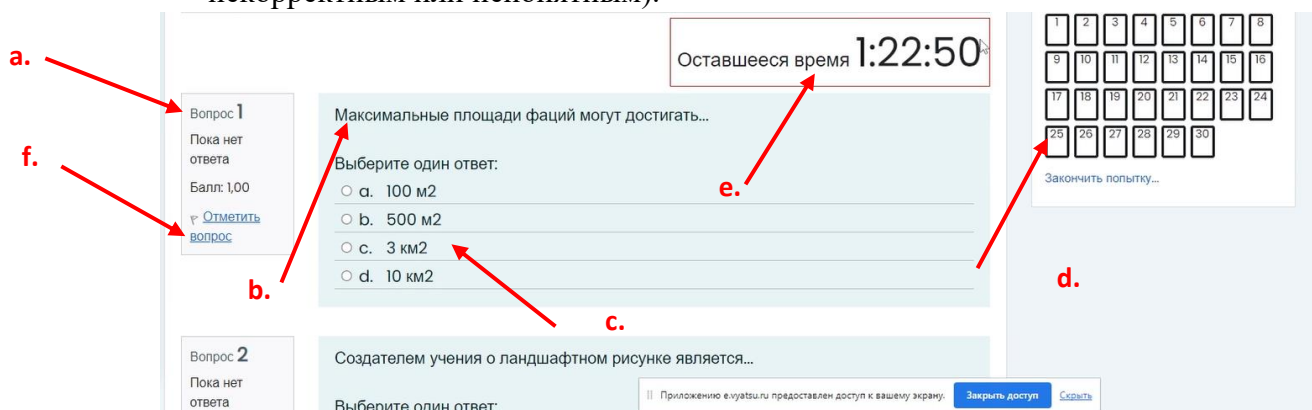 некорректным или непонятным).
a.
Оставшееся время 1:22:50
1 2 3 4 5 6 7 8
9 10 11 12 13 14 15 16
17 18 19 20 21 22 23 24
25 26 27 28 29 30
Закончить попытку...
Вопрос 1
Пока нет
ответа
Балл: 1,00
Отметить
вопрос
f.
Максимальные площади фаций могут достигать...
Выберите один ответ:
a. 100 м2
b. 500 м2
c. 3 км2
d. 10 км2
e.
b.
c.
d.
Вопрос 2
Пока нет
ответа
Создателем учения о ландшафтном рисунке является...
Выберите один ответ:
Приложению e.vyatsu.ru предоставлен доступ к вашему экрану. Закрыть доступ Скрыть